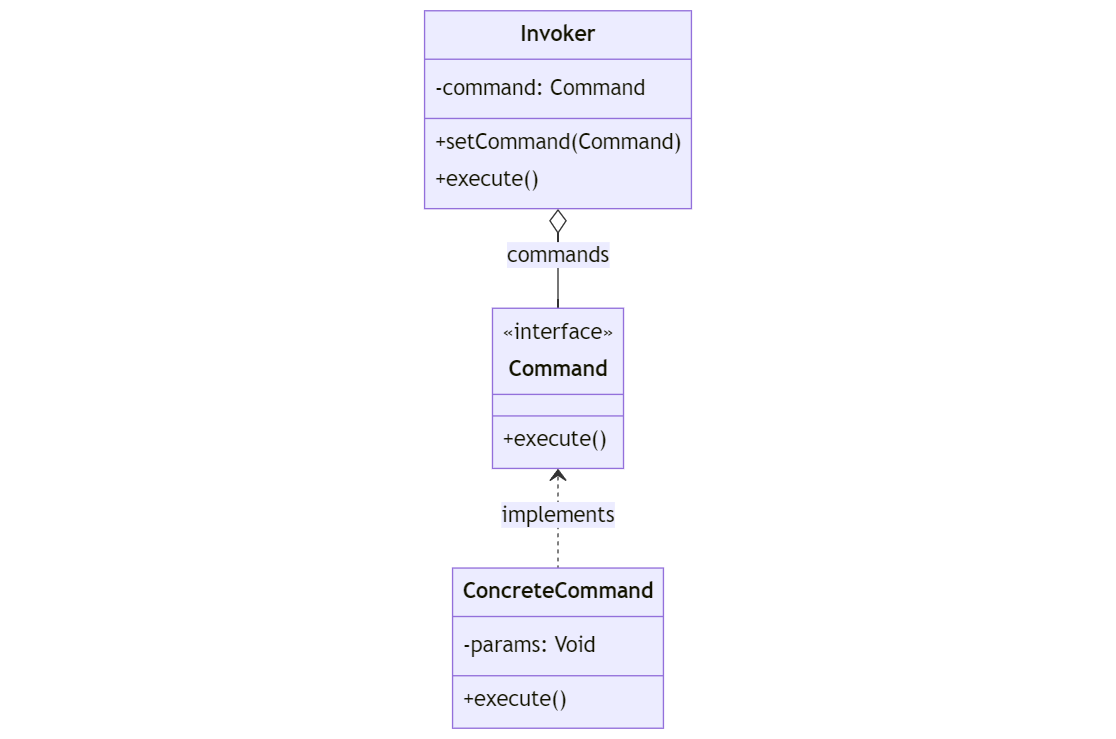 Invoker
-command: Command
+setCommand(Command)
+execute()
commands
«interface»
Command
+execute()
implements
ConcreteCommand
-params: Void
+execute()